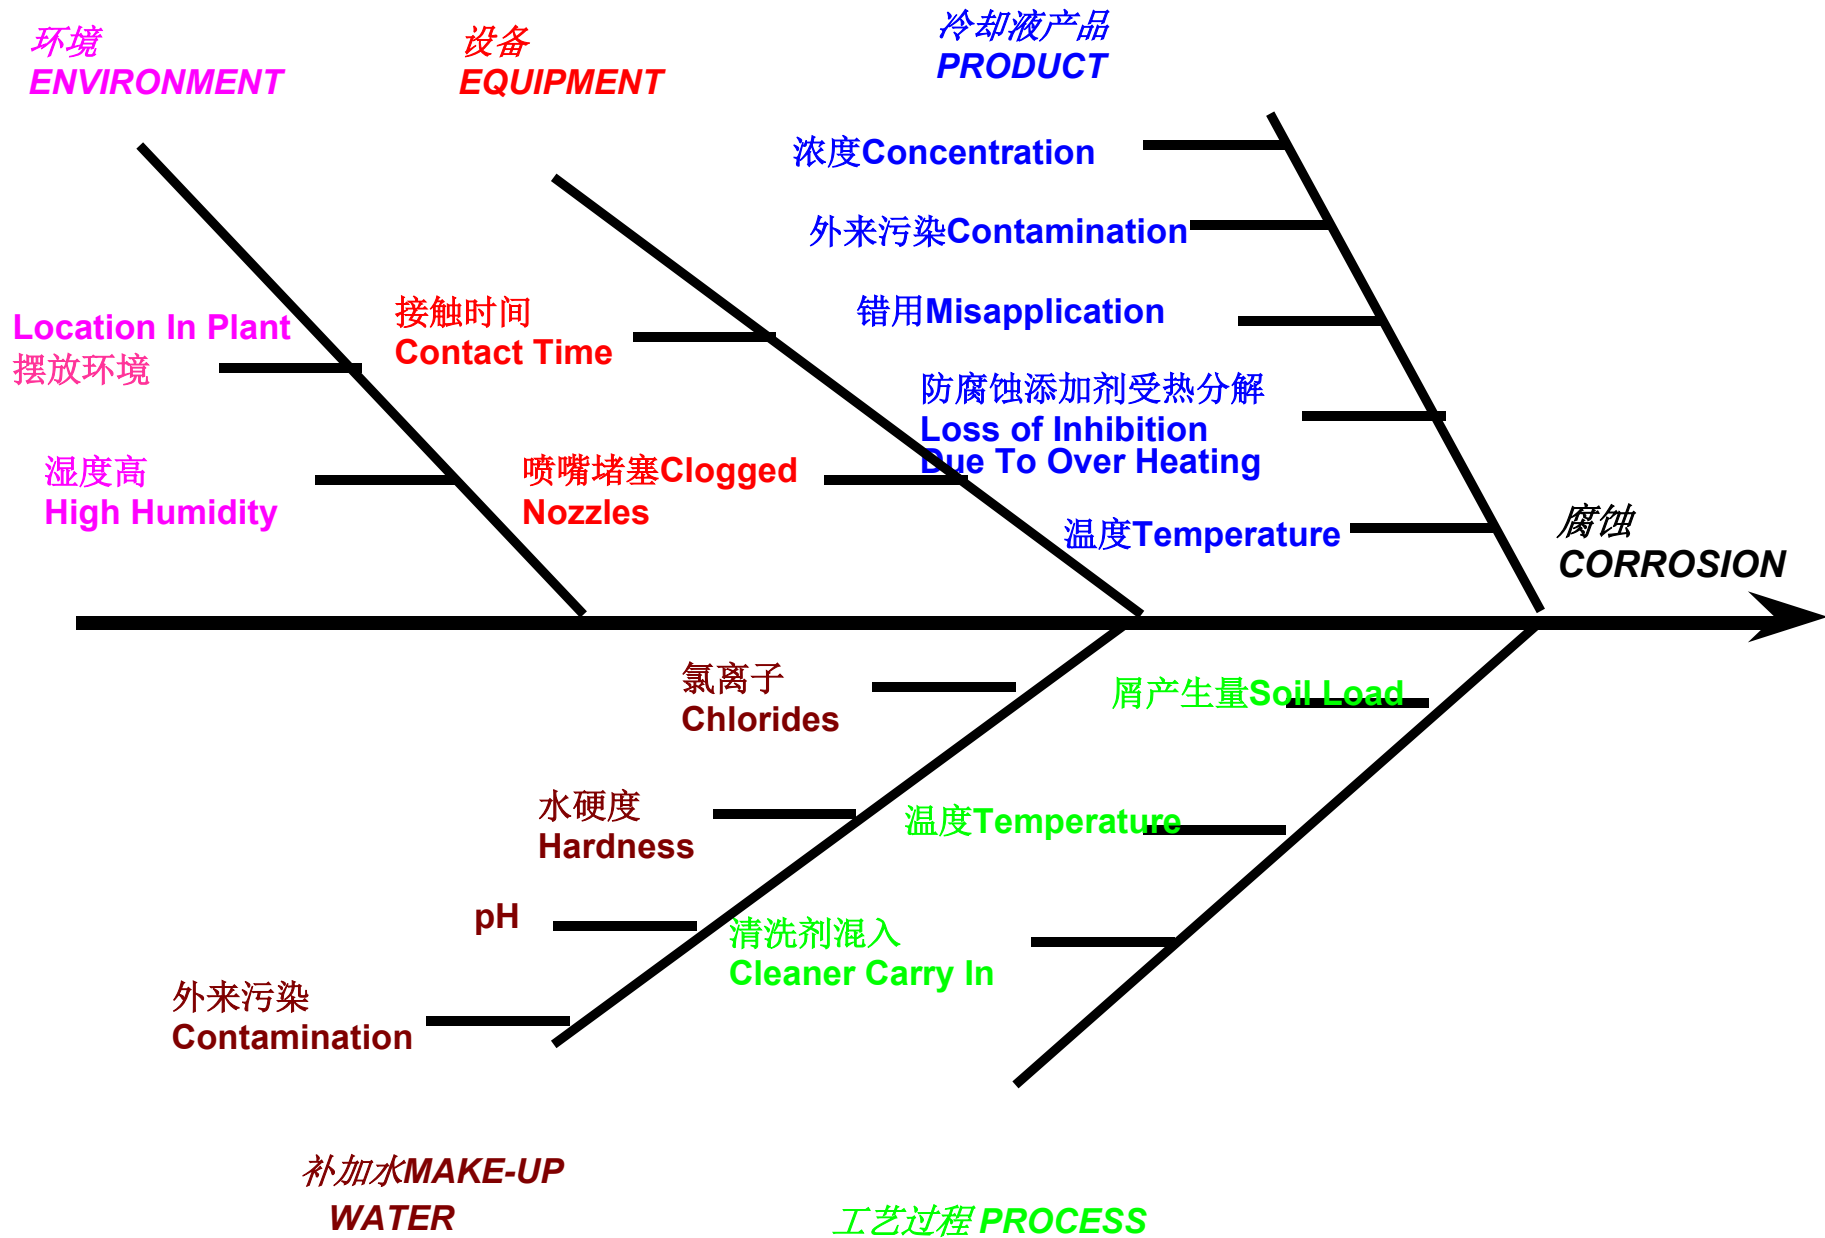 环境
ENVIRONMENT
设备
EQUIPMENT
冷却液产品
PRODUCT
浓度Concentration
外来污染Contamination
错用Misapplication
防腐蚀添加剂受热分解
Loss of Inhibition
Due To Over Heating
温度Temperature
接触时间
Contact Time
喷嘴堵塞Clogged
Nozzles
Location In Plant
摆放环境
湿度高
High Humidity
腐蚀
CORROSION
氯离子
Chlorides
水硬度
Hardness
pH
外来污染
Contamination
屑产生量Soil Load
温度Temperature
清洗剂混入
Cleaner Carry In
补加水MAKE-UP
WATER
工艺过程 PROCESS